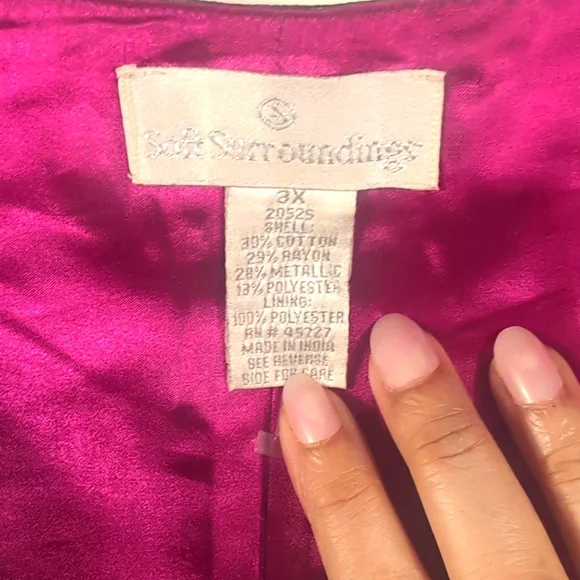 S
Soft Surroundings
3X
20525
SHELL:
30% COTTON
29% RAYON
28% METALLIC
13% POLYESTER
LINING:
100% POLYESTER
RN # 45727
MADE IN INDIA
SEE REVERSE
SIDE FOR CARE